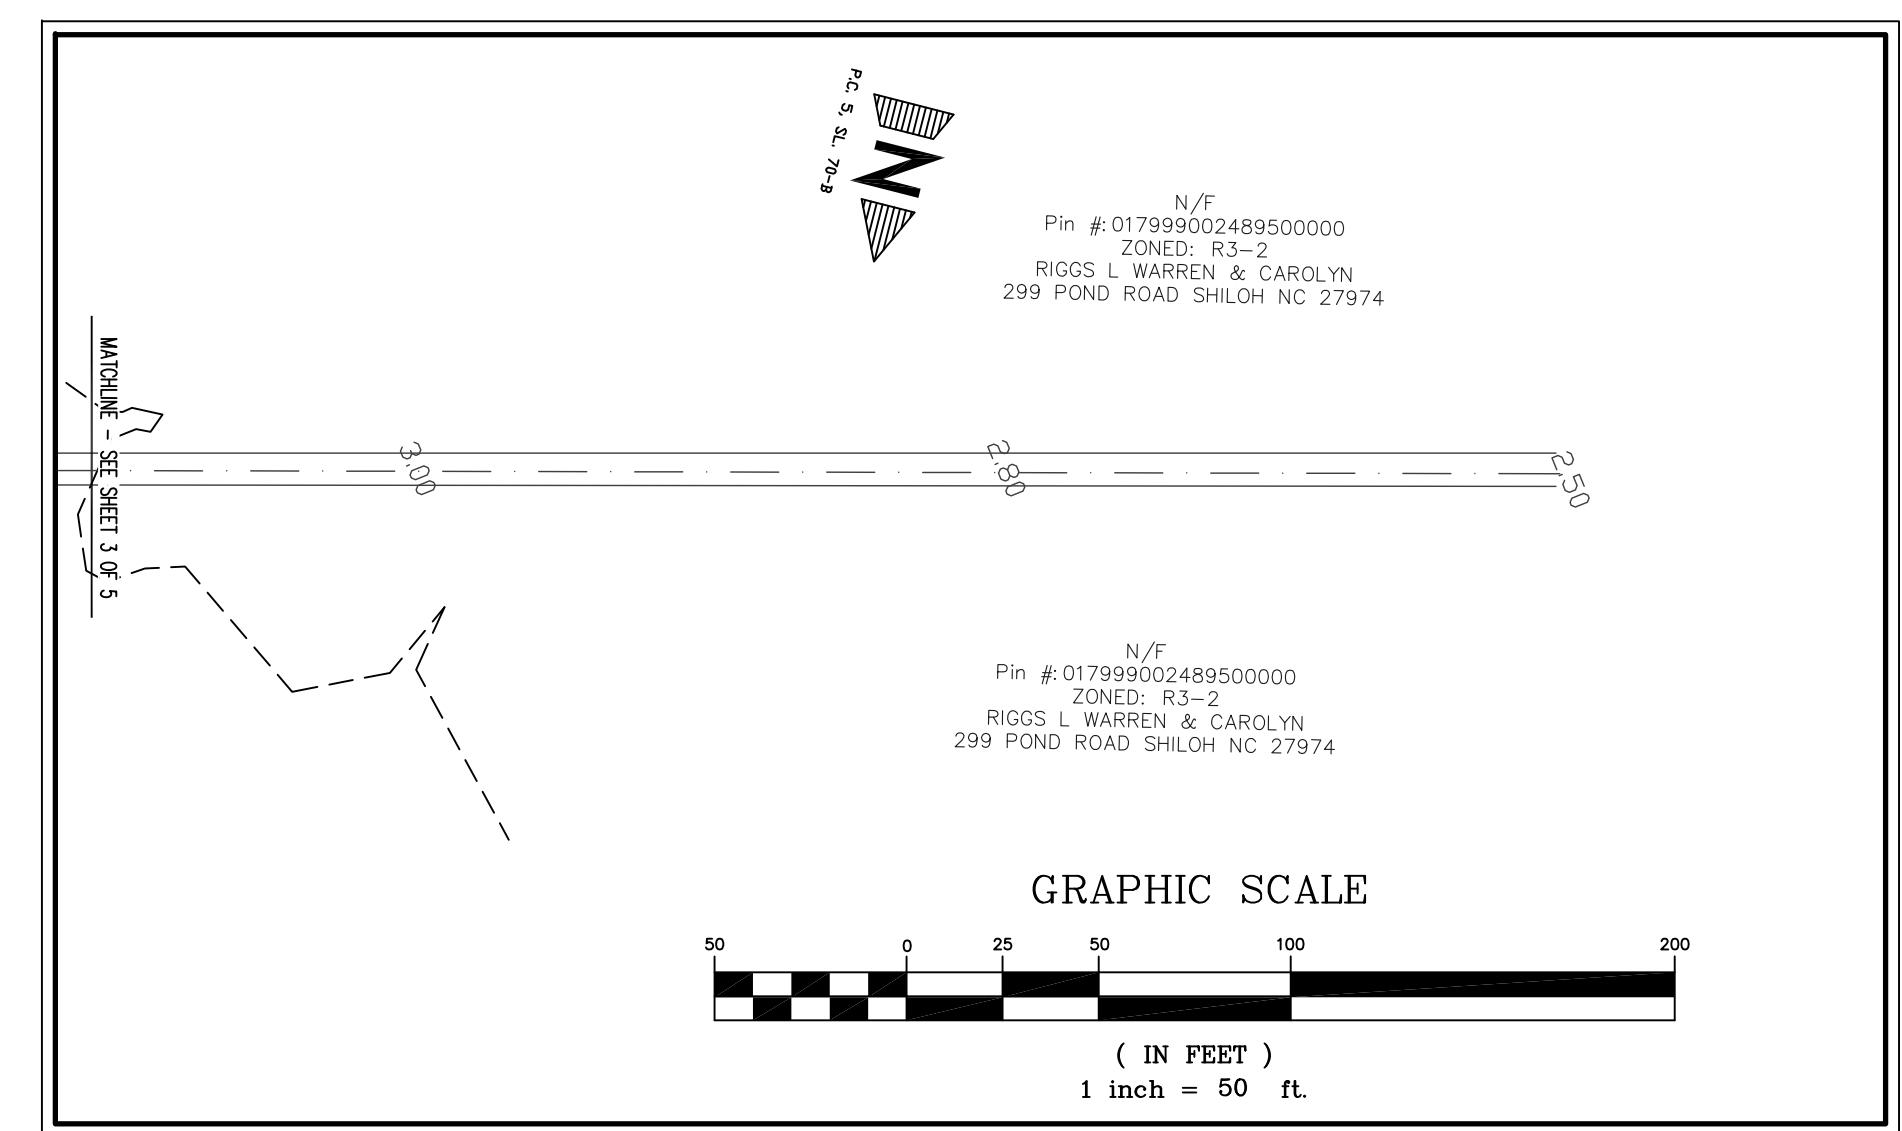 P.C. 5, SL. 70-B
N
N/F
Pin #:017999002489500000
ZONED: R3-2
RIGGS L WARREN & CAROLYN
299 POND ROAD SHILOH NC 27974
MATCHLINE - SEE SHEET 3 OF 5
3.00
2.80
2.50
N/F
Pin #:017999002489500000
ZONED: R3-2
RIGGS L WARREN & CAROLYN
299 POND ROAD SHILOH NC 27974
GRAPHIC SCALE
50 0 25 50 100 200
( IN FEET )
1 inch = 50 ft.